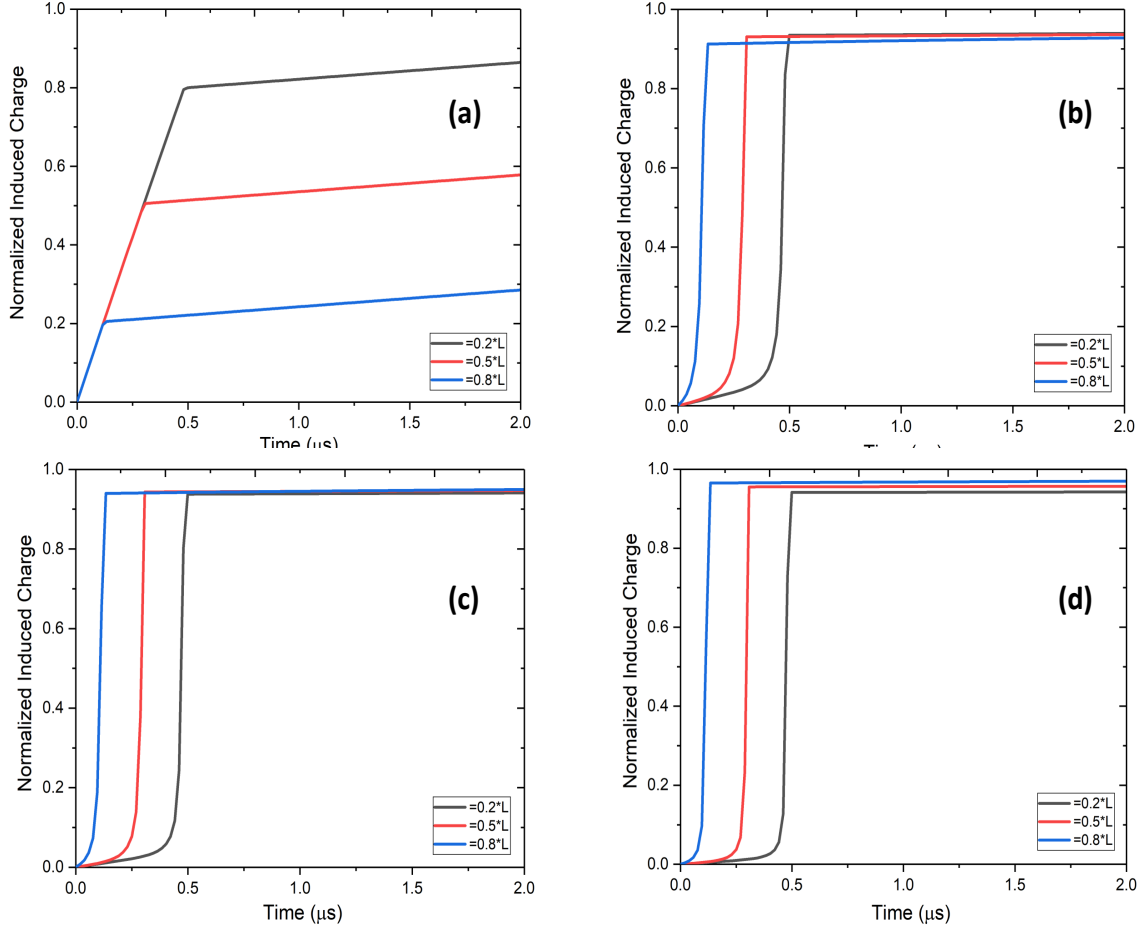 1.0
0.8
0.6
0.4
0.2
0.0
Normalized Induced Charge
(a)
=0.2*L
=0.5*L
=0.8*L
0.0 0.5 1.0 1.5 2.0
Time (μs)
1.0
0.8
0.6
0.4
0.2
0.0
Normalized Induced Charge
(b)
=0.2*L
=0.5*L
=0.8*L
0.0 0.5 1.0 1.5 2.0
Time
1.0
0.8
0.6
0.4
0.2
0.0
Normalized Induced Charge
(c)
=0.2*L
=0.5*L
=0.8*L
0.0 0.5 1.0 1.5 2.0
Time (μs)
1.0
0.8
0.6
0.4
0.2
0.0
Normalized Induced Charge
(d)
=0.2*L
=0.5*L
=0.8*L
0.0 0.5 1.0 1.5 2.0
Time (μs)